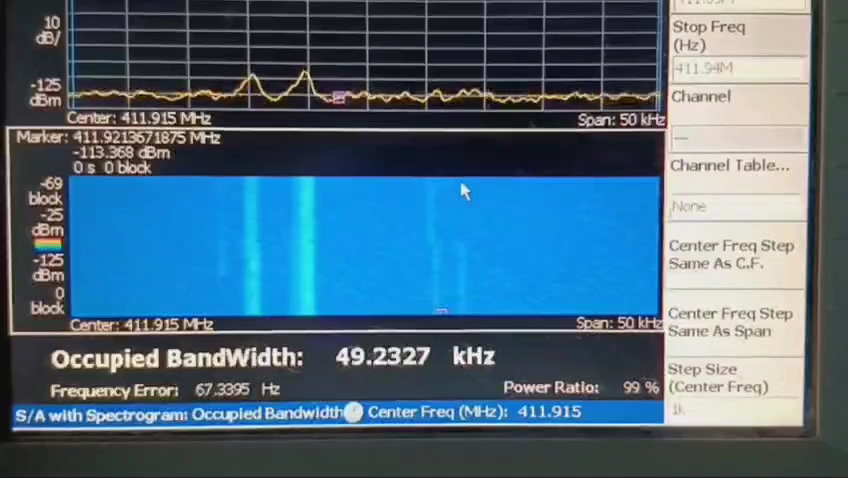 411.89M
Stop Freq
(Hz)
411.94M
Channel
---
Channel Table...
None
Center Freq Step
Same As C.F.
Center Freq Step
Same As Span
Step Size
(Center Freq)
1k
10
dB/
-125
dBm
Center: 411.915 MHz
Span: 50 kHz
Marker: 411.9213671875 MHz
-113.368 dBm
0 s 0 block
-69
block
-25
dBm
-125
dBm
0
block
Center: 411.915 MHz
Span: 50 kHz
Occupied BandWidth: 49.2327 kHz
Frequency Error: 67.3395 Hz
Power Ratio: 99 %
S/A with Spectrogram: Occupied Bandwidth
Center Freq (MHz): 411.915